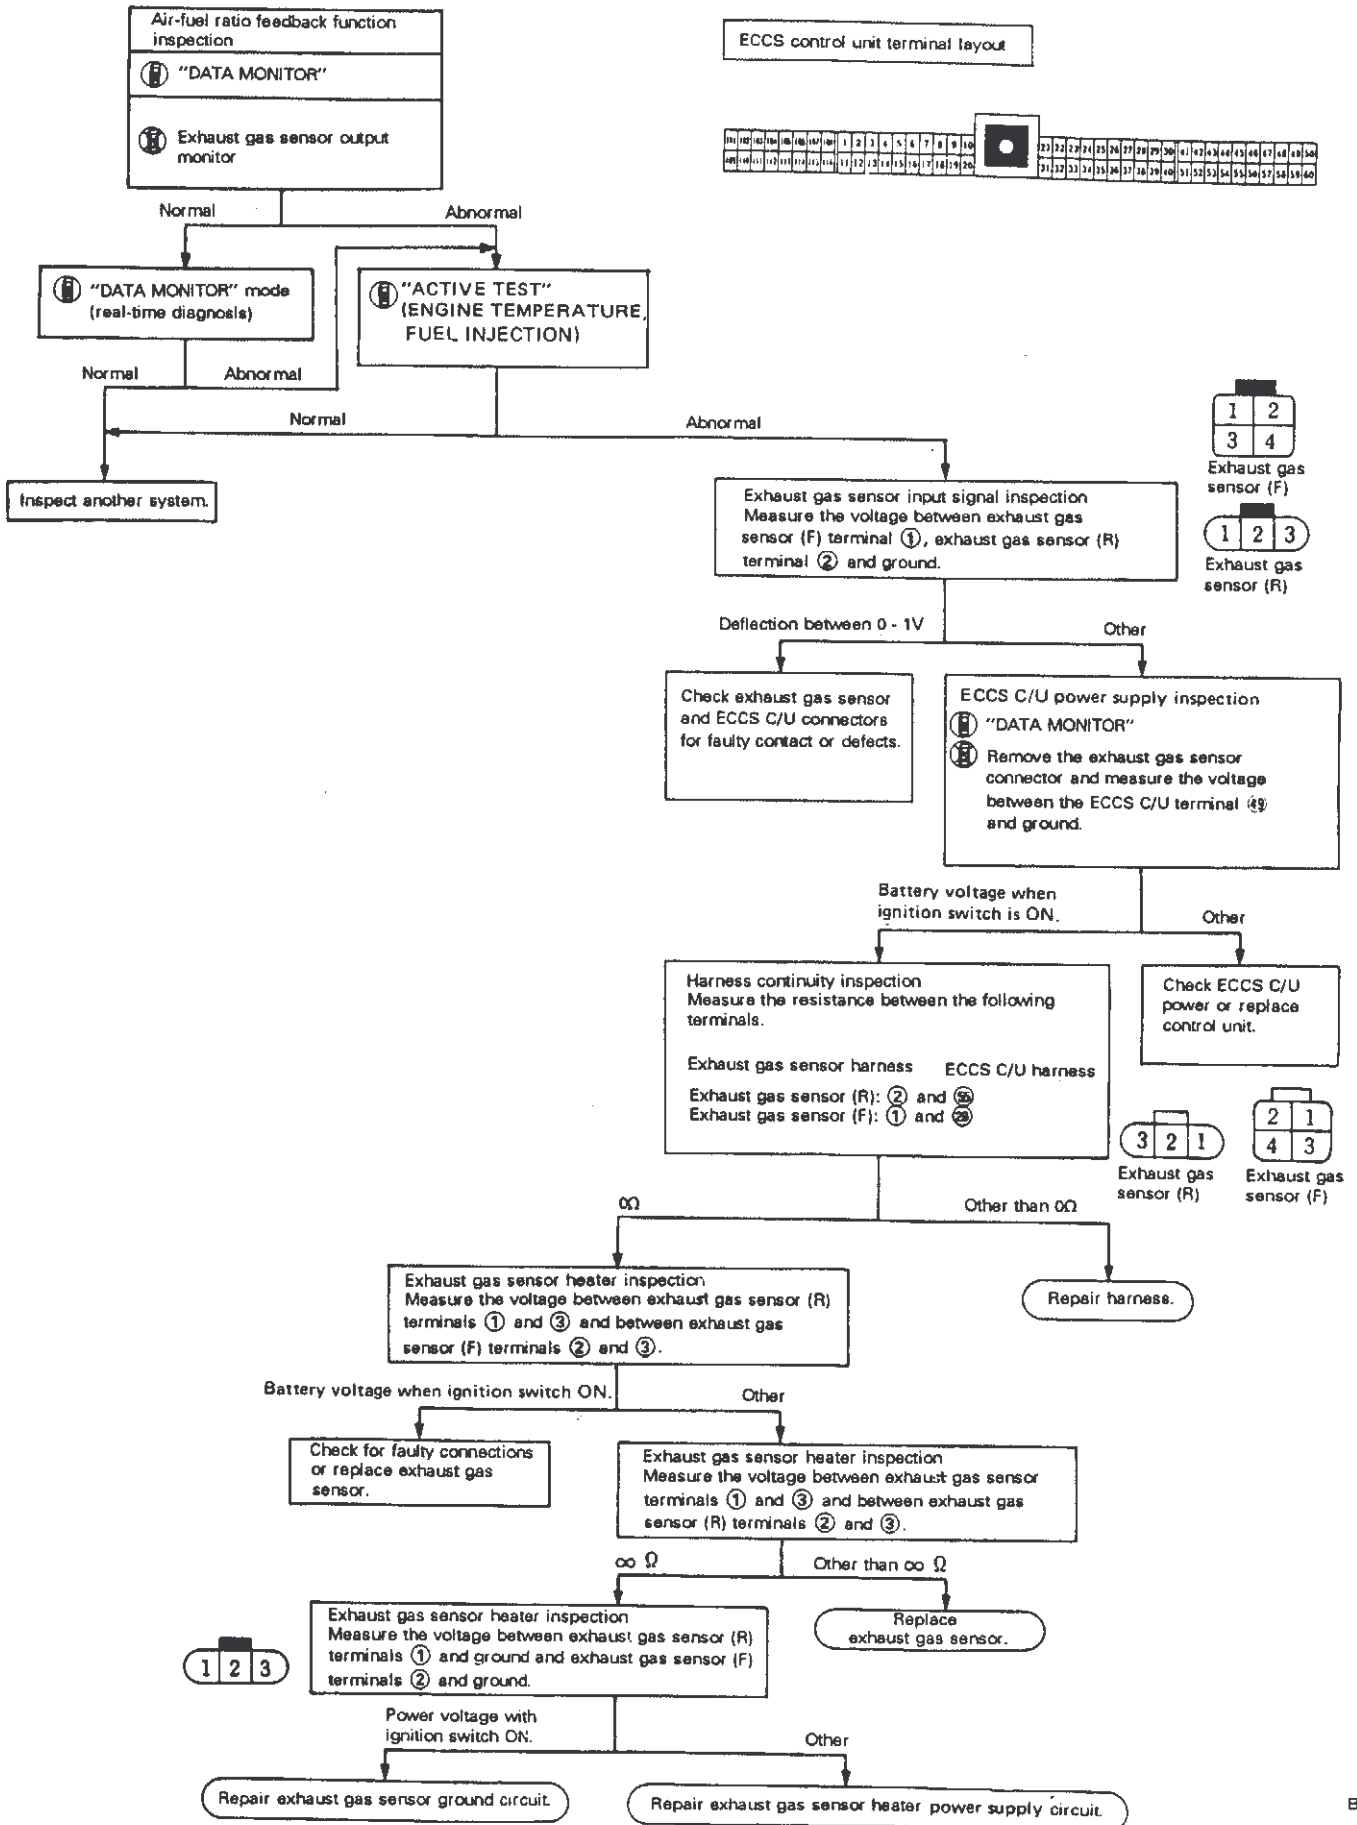 Air-fuel ratio feedback function
inspection
"DATA MONITOR"
Exhaust gas sensor output
monitor
ECCS control unit terminal layout
Normal
Abnormal
"DATA MONITOR" mode
(real-time diagnosis)
"ACTIVE TEST"
(ENGINE TEMPERATURE,
FUEL INJECTION)
Normal
Abnormal
Normal
Abnormal
Inspect another system.
1 2
3 4
Exhaust gas
sensor (F)
1 2 3
Exhaust gas
sensor (R)
Exhaust gas sensor input signal inspection
Measure the voltage between exhaust gas
sensor (F) terminal ①, exhaust gas sensor (R)
terminal ② and ground.
Deflection between 0 - 1V
Other
Check exhaust gas sensor
and ECCS C/U connectors
for faulty contact or defects.
ECCS C/U power supply inspection
"DATA MONITOR"
Remove the exhaust gas sensor
connector and measure the voltage
between the ECCS C/U terminal ㊾
and ground.
Battery voltage when
ignition switch is ON.
Other
Harness continuity inspection
Measure the resistance between the following
terminals.
Exhaust gas sensor harness ECCS C/U harness
Exhaust gas sensor (R): ② and
Exhaust gas sensor (F): ① and
Check ECCS C/U
power or replace
control unit.
3 2 1
Exhaust gas
sensor (R)
2 1
4 3
Exhaust gas
sensor (F)
0Ω
Other than 0Ω
Exhaust gas sensor heater inspection
Measure the voltage between exhaust gas sensor (R)
terminals ① and ③ and between exhaust gas
sensor (F) terminals ② and ③.
Repair harness.
Battery voltage when ignition switch ON.
Other
Check for faulty connections
or replace exhaust gas
sensor.
Exhaust gas sensor heater inspection
Measure the voltage between exhaust gas sensor
terminals ① and ③ and between exhaust gas
sensor (R) terminals ② and ③.
∞ Ω
Other than ∞ Ω
Exhaust gas sensor heater inspection
Measure the voltage between exhaust gas sensor (R)
terminals ① and ground and exhaust gas sensor (F)
terminals ② and ground.
1 2 3
Replace
exhaust gas sensor.
Power voltage with
ignition switch ON.
Other
Repair exhaust gas sensor ground circuit.
Repair exhaust gas sensor heater power supply circuit.
B